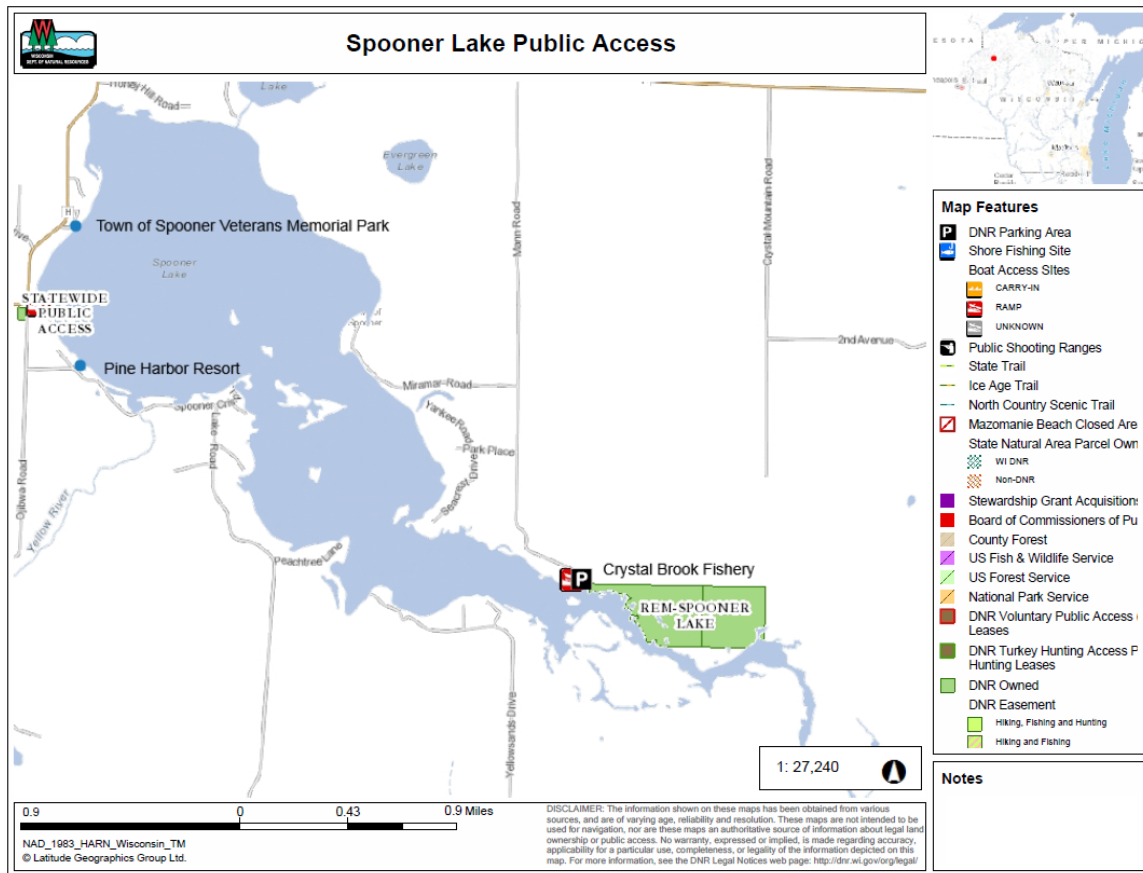 WISCONSIN
DEPT. OF NATURAL RESOURCES
Spooner Lake Public Access
Honey Hill Road
Lake
Evergreen
Lake
H
Town of Spooner Veterans Memorial Park
Spooner
Lake
STATEWIDE
PUBLIC
ACCESS
Pine Harbor Resort
Mann Road
Crystal Mountain Road
2nd Avenue
Miramar Road
Yankee Road
Park Place
Seacrest Drive
Lake Road
Ojibwa Road
Yellow River
Peachtree Lane
Crystal Brook Fishery
P
REM-SPOONER
LAKE
Yellowsands Drive
1: 27,240
0.9 0 0.43 0.9 Miles
NAD_1983_HARN_Wisconsin_TM
© Latitude Geographics Group Ltd.
DISCLAIMER: The information shown on these maps has been obtained from various
sources, and are of varying age, reliability and resolution. These maps are not intended to be
used for navigation, nor are these maps an authoritative source of information about legal land
ownership or public access. No warranty, expressed or implied, is made regarding accuracy,
applicability for a particular use, completeness, or legality of the information depicted on this
map. For more information, see the DNR Legal Notices web page: http://dnr.wi.gov/org/legal/
WISCONSIN
Map Features
P DNR Parking Area
Shore Fishing Site
Boat Access Sites
CARRY-IN
RAMP
UNKNOWN
Public Shooting Ranges
State Trail
Ice Age Trail
North Country Scenic Trail
Mazomanie Beach Closed Are
State Natural Area Parcel Own
WI DNR
Non-DNR
Stewardship Grant Acquisitions
Board of Commissioners of Pu
County Forest
US Fish & Wildlife Service
US Forest Service
National Park Service
DNR Voluntary Public Access
Leases
DNR Turkey Hunting Access P
Hunting Leases
DNR Owned
DNR Easement
Hiking, Fishing and Hunting
Hiking and Fishing
Notes